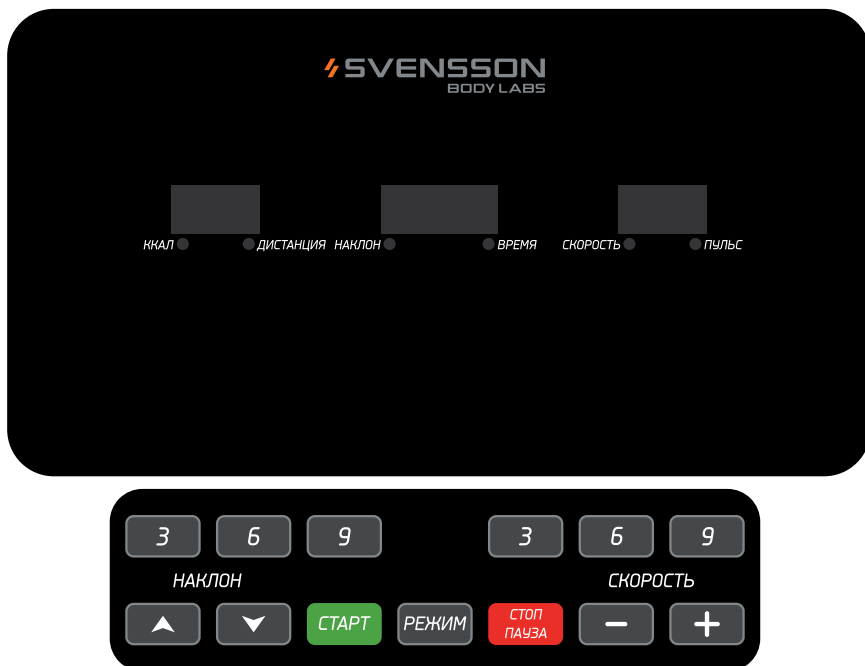 SVENSSON
BODY LABS
ККАЛ ДИСТАНЦИЯ НАКЛОН ВРЕМЯ СКОРОСТЬ ПУЛЬС
3 6 9 3 6 9
НАКЛОН СКОРОСТЬ
СТАРТ РЕЖИМ СТОП ПАУЗА − +